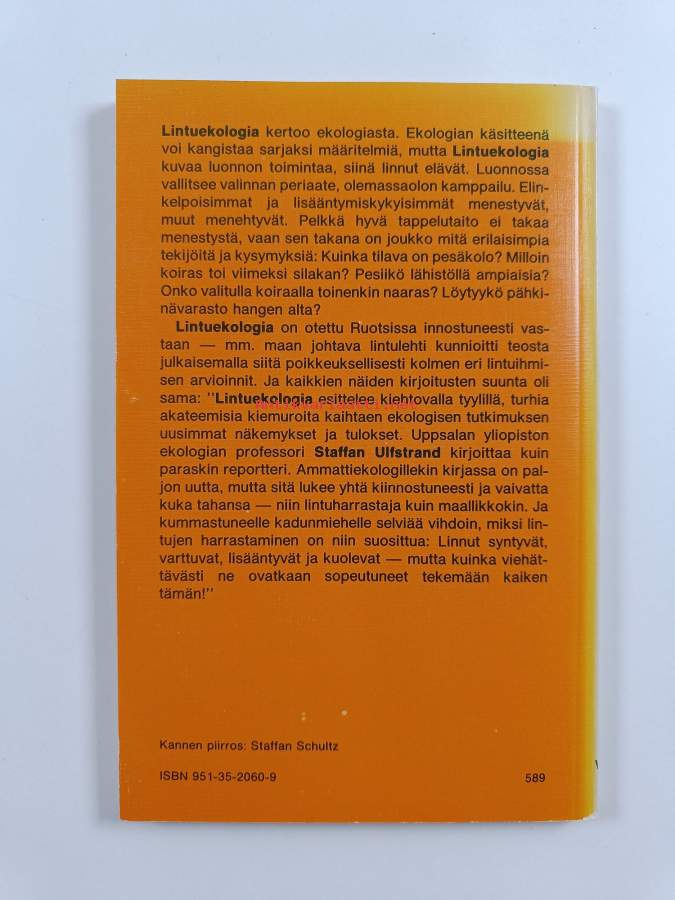 Lintuekologia kertoo ekologiasta. Ekologian käsitteenä
voi kangistaa sarjaksi määritelmiä, mutta Lintuekologia
kuvaa luonnon toimintaa, siinä linnut elävät. Luonnossa
vallitsee valinnan periaate, olemassaolon kamppailu. Elin-
kelpoisimmat ja lisääntymiskykyisimmät menestyvät,
muut menehtyvät. Pelkkä hyvä tappelutaito ei takaa
menestystä, vaan sen takana on joukko mitä erilaisimpia
tekijöitä ja kysymyksiä: Kuinka tilava on pesäkolo? Milloin
koiras toi viimeksi silakan? Pesiikö lähistöllä ampiaisia?
Onko valitulla koiraalla toinenkin naaras? Löytyykö pähki-
nävarasto hangen alta?
Lintuekologia on otettu Ruotsissa innostuneesti vas-
taan — mm. maan johtava lintulehti kunnioitti teosta
julkaisemalla siitä poikkeuksellisesti kolmen eri lintuihmi-
sen arvioinnit. Ja kaikkien näiden kirjoitusten suunta oli
sama: "Lintuekologia esittelee kiehtovalla tyylillä, turhia
akateemisia kiemuroita kaihtaen ekologisen tutkimuksen
uusimmat näkemykset ja tulokset. Uppsalan yliopiston
ekologian professori Staffan Ulfstrand kirjoittaa kuin
paraskin reportteri. Ammattiekologillekin kirjassa on pal-
jon uutta, mutta sitä lukee yhtä kiinnostuneesti ja vaivatta
kuka tahansa — niin lintuharrastaja kuin maallikkokin. Ja
kummastuneelle kadunmiehelle selviää vihdoin, miksi lin-
tujen harrastaminen on niin suosittua: Linnut syntyvät,
varttuvat, lisääntyvät ja kuolevat — mutta kuinka viehät-
tävästi ne ovatkaan sopeutuneet tekemään kaiken
tämän!"
Kannen piirros: Staffan Schultz
ISBN 951-35-2060-9 589